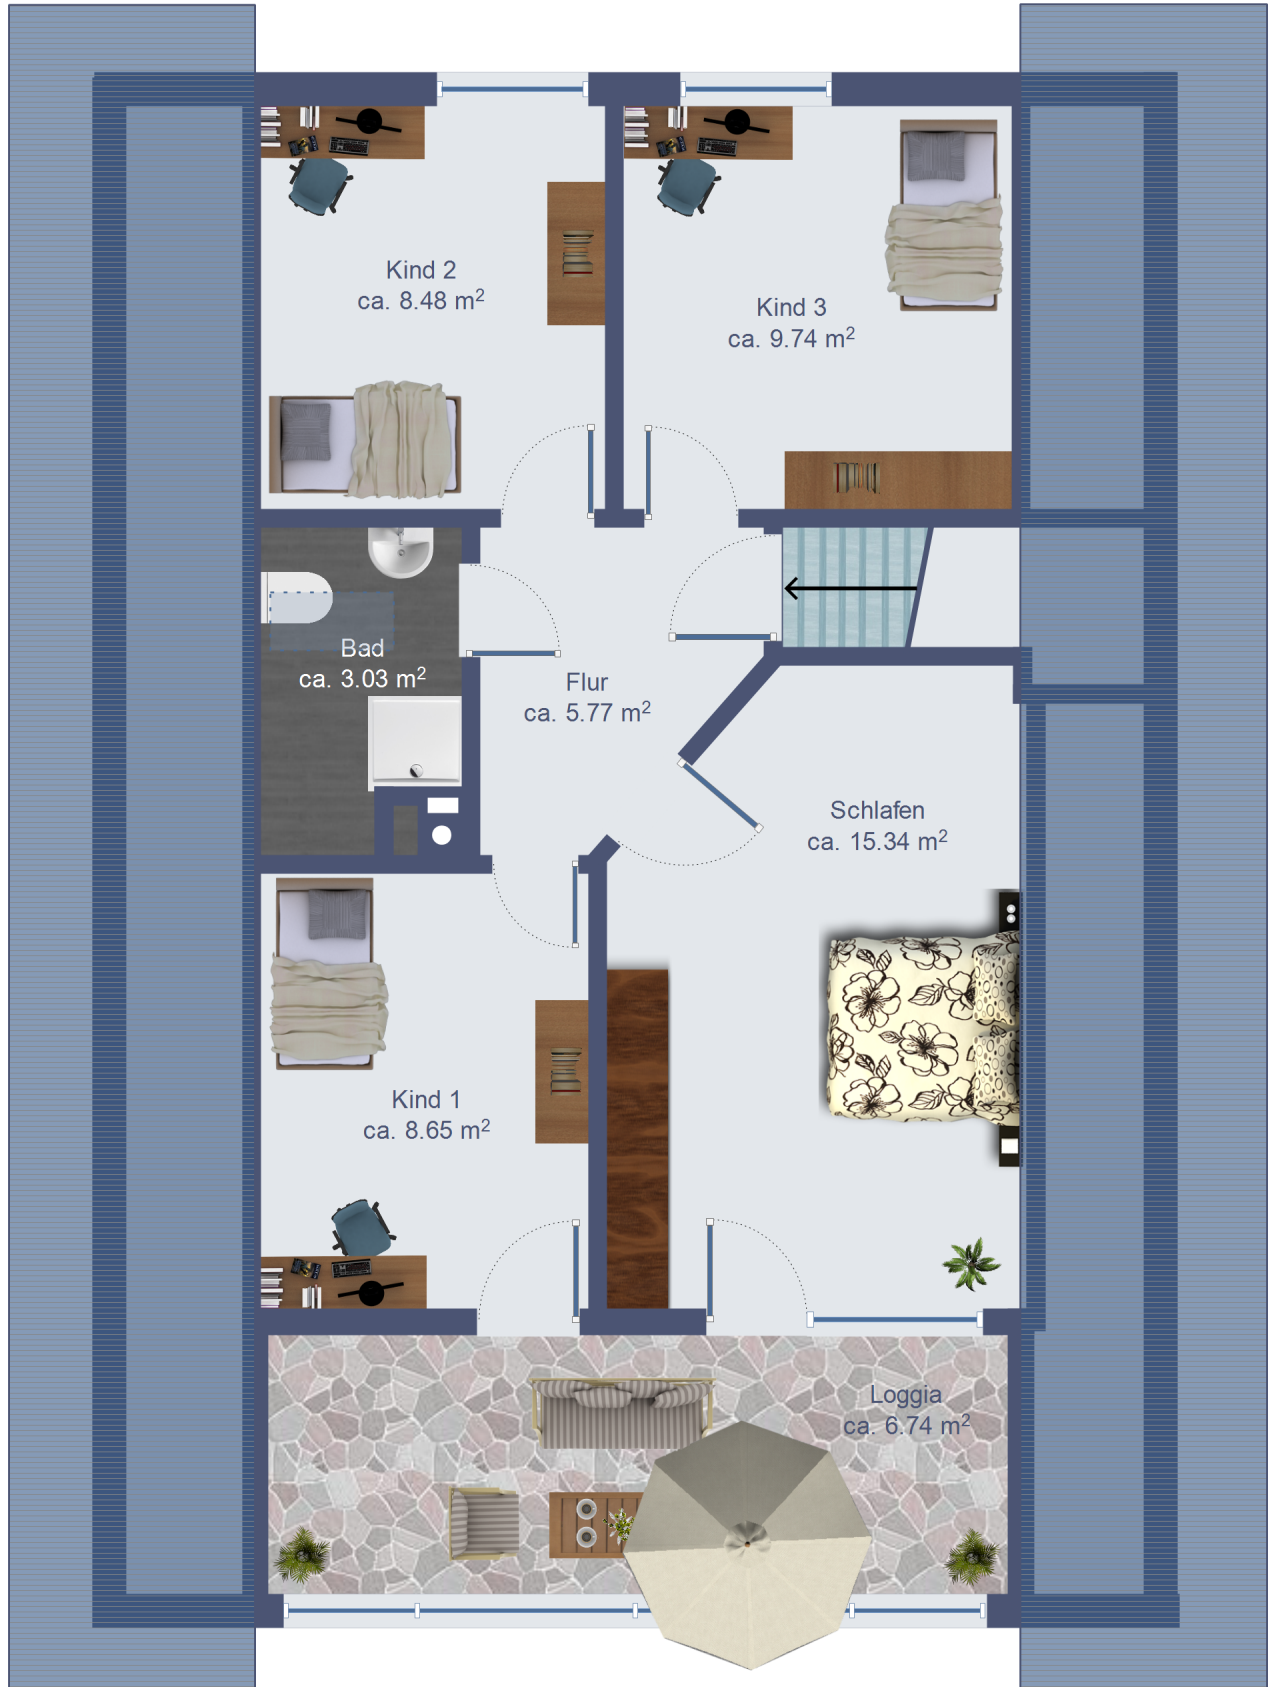 Kind 2
ca. 8.48 m²
Kind 3
ca. 9.74 m²
Bad
ca. 3.03 m²
Flur
ca. 5.77 m²
Schlafen
ca. 15.34 m²
Kind 1
ca. 8.65 m²
Loggia
ca. 6.74 m²